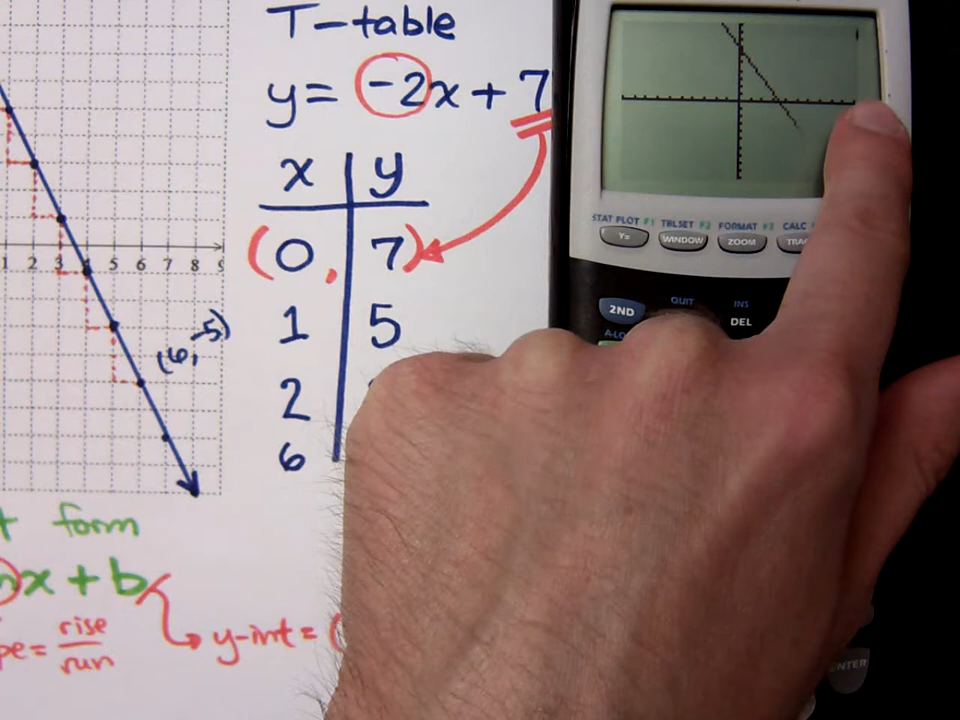 T-table
y= -2x + 7
x y
(0, 7)
1 5
2
6
1 2 3 4 5 6 7 8 9
(6, -5)
form
x + b
= rise
run
y-int = (
STAT PLOT F1 TBLSET F2 FORMAT F3 CALC
Y= WINDOW ZOOM
QUIT INS
2ND DEL
ENTER